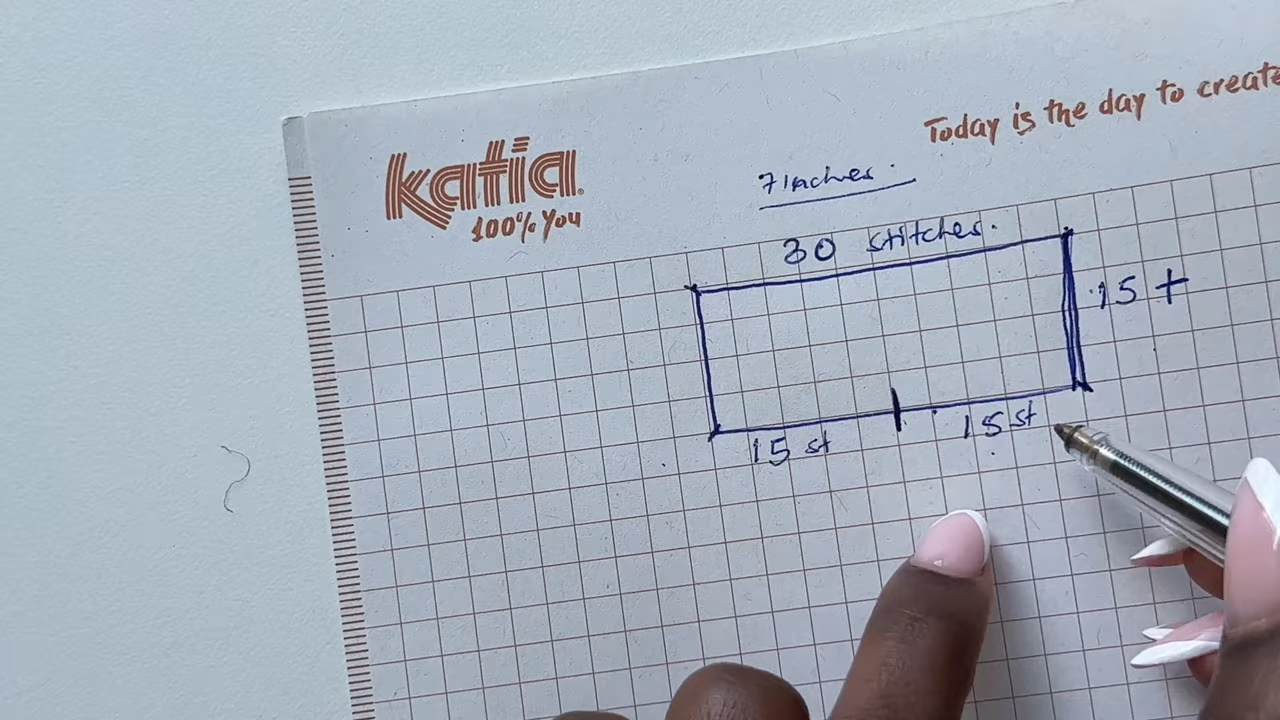 katia
100% You
Today is the day to create
7 Inches.
30 stitches.
15 +
15 st
15 st